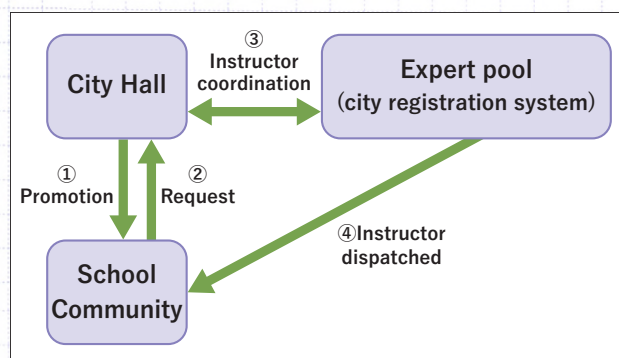 City Hall
③
Instructor
coordination
Expert pool
(city registration system)
①
Promotion
②
Request
④Instructor
dispatched
School
Community